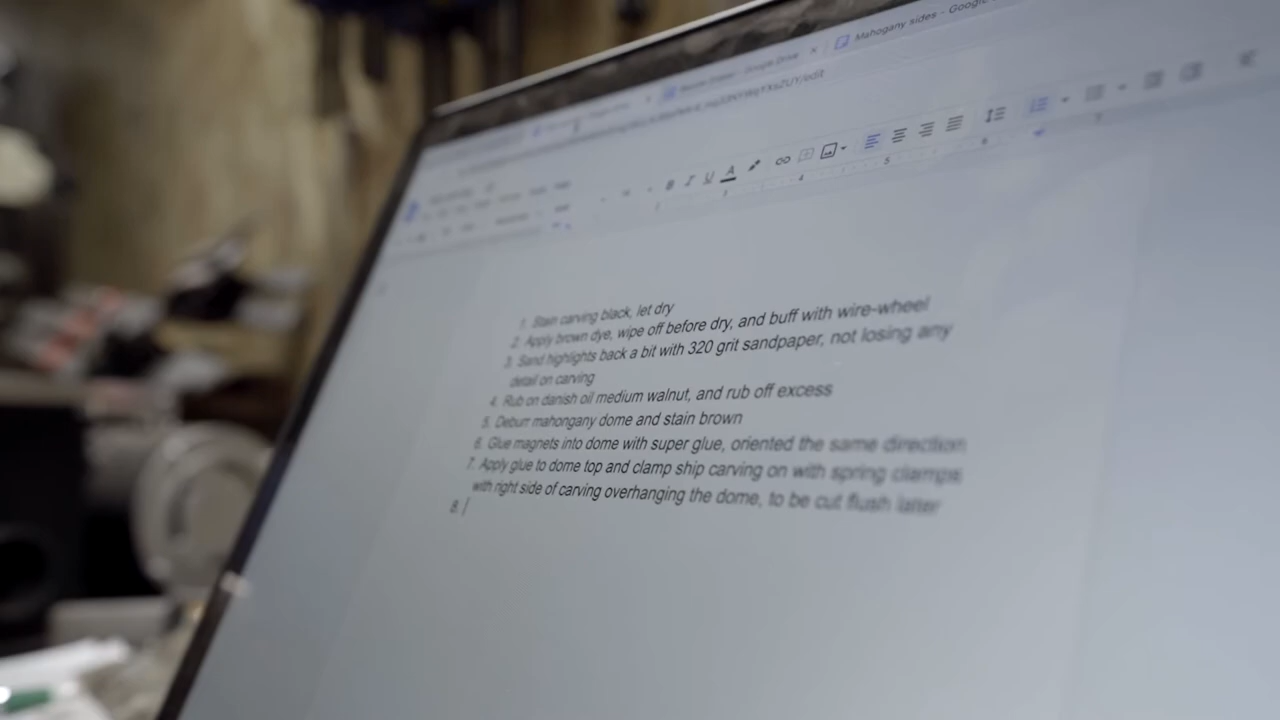 Mahogany sides - Google
1. Stain carving black, let dry
2. Apply brown dye, wipe off before dry, and buff with wire-wheel
3. Sand highlights back a bit with 320 grit sandpaper, not losing any
detail on carving
4. Rub on danish oil medium walnut, and rub off excess
5. Deburr mahongany dome and stain brown
6. Glue magnets into dome with super glue, oriented the same direction
7. Apply glue to dome top and clamp ship carving on with spring clamps
with right side of carving overhanging the dome, to be cut flush latter
8.